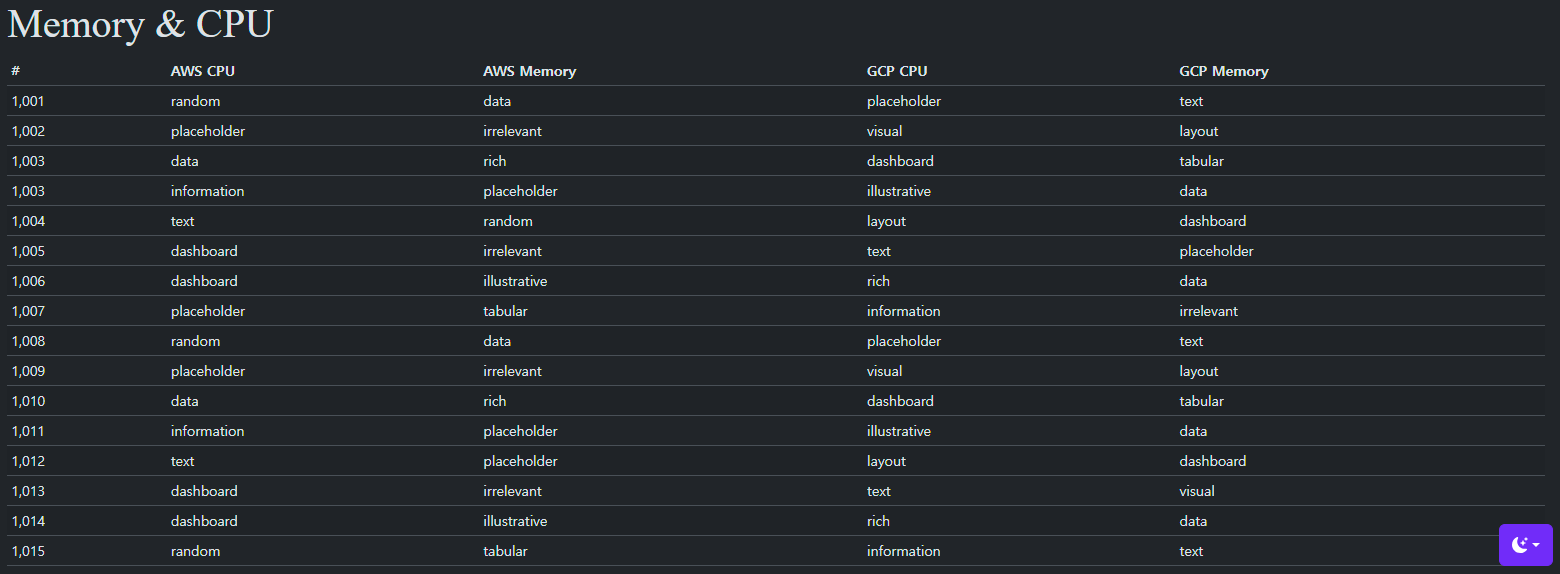 Memory & CPU
# AWS CPU AWS Memory GCP CPU GCP Memory
1,001 random data placeholder text
1,002 placeholder irrelevant visual layout
1,003 data rich dashboard tabular
1,003 information placeholder illustrative data
1,004 text random layout dashboard
1,005 dashboard irrelevant text placeholder
1,006 dashboard illustrative rich data
1,007 placeholder tabular information irrelevant
1,008 random data placeholder text
1,009 placeholder irrelevant visual layout
1,010 data rich dashboard tabular
1,011 information placeholder illustrative data
1,012 text placeholder layout dashboard
1,013 dashboard irrelevant text visual
1,014 dashboard illustrative rich data
1,015 random tabular information text